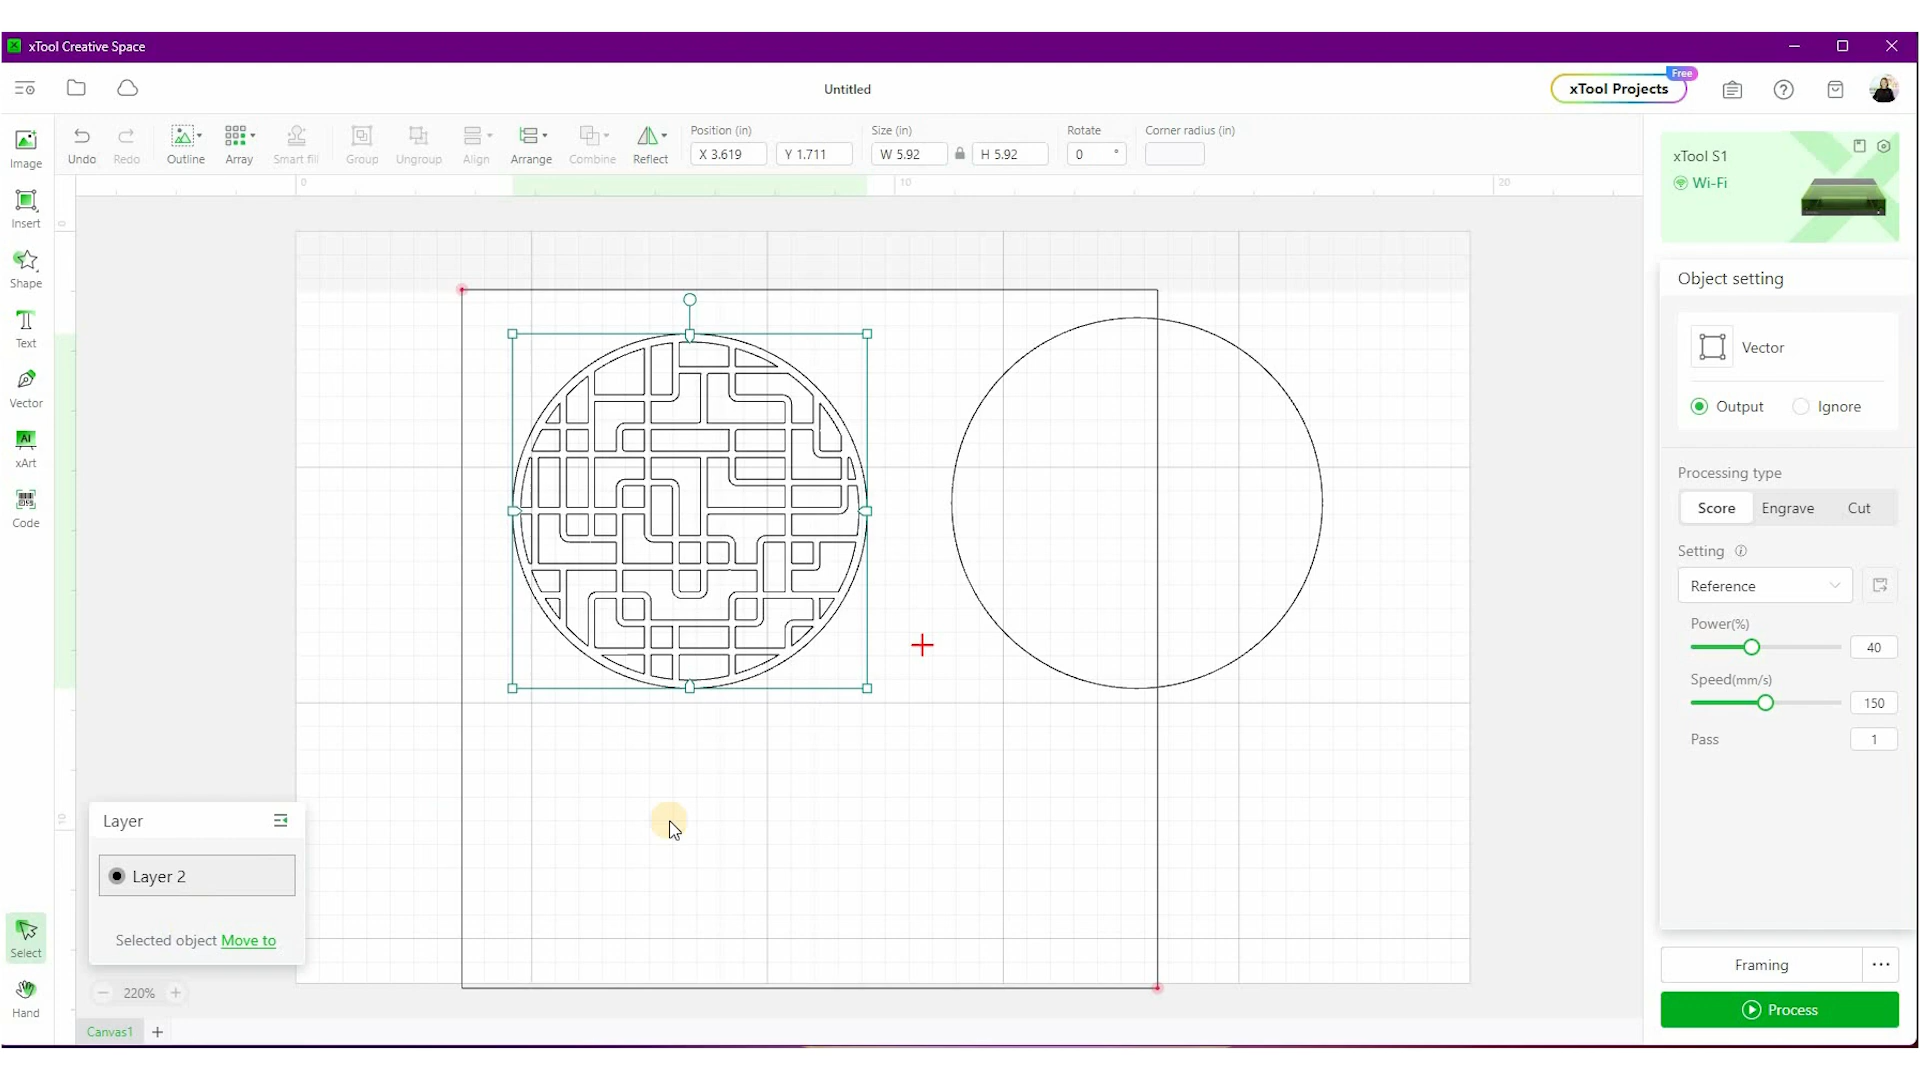 xTool Creative Space
Untitled
xTool Projects
Free
Image
Insert
Shape
Text
Vector
AI
xArt
Code
Select
Hand
Undo
Redo
Outline
Array
Smart fill
Group
Ungroup
Align
Arrange
Combine
Reflect
Position (in)
X 3.619
Y 1.711
Size (in)
W 5.92
H 5.92
Rotate
0 °
Corner radius (in)
0
10
20
0
10
Layer
Layer 2
Selected object Move to
220%
Canvas1
xTool S1
Wi-Fi
Object setting
Vector
Output
Ignore
Processing type
Score
Engrave
Cut
Setting
Reference
Power(%)
40
Speed(mm/s)
150
Pass
1
Framing
Process